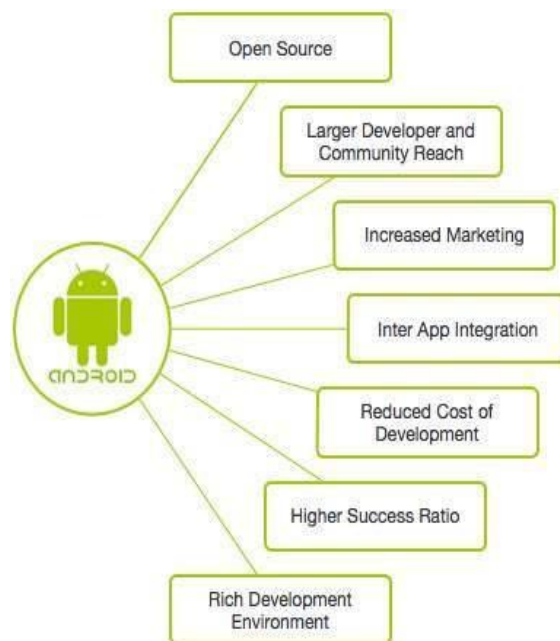 Open Source
Larger Developer and
Community Reach
Increased Marketing
Inter App Integration
ANDROID
Reduced Cost of
Development
Higher Success Ratio
Rich Development
Environment